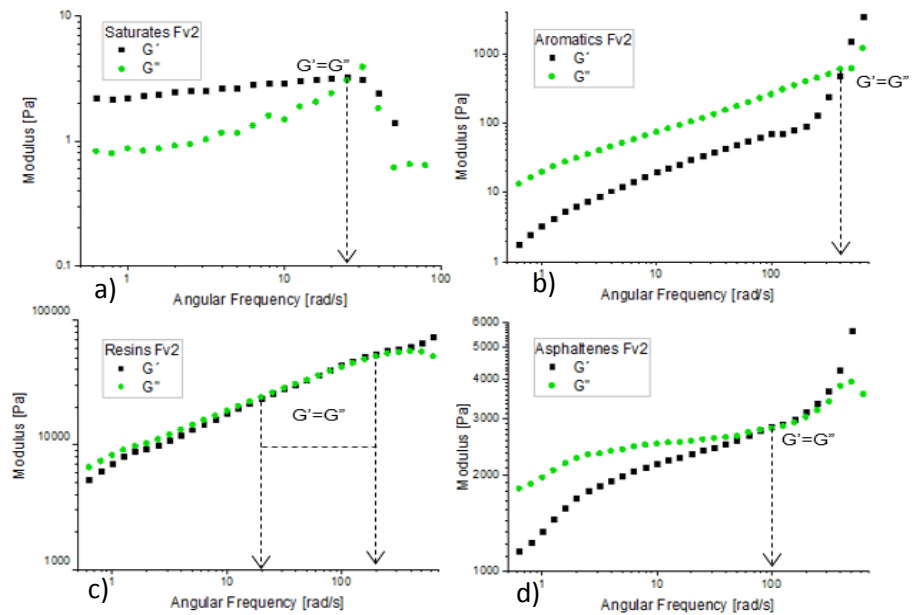 Saturates Fv2
G´
G"
G'=G"
10
1
0.1
Modulus [Pa]
1
10
100
Angular Frequency [rad/s]
a)
Aromatics Fv2
G´
G"
G'=G"
1000
100
10
1
Modulus [Pa]
1
10
100
Angular Frequency [rad/s]
b)
Resins Fv2
G´
G"
G'=G"
100000
10000
1000
Modulus [Pa]
1
10
100
Angular Frequency [rad/s]
c)
Asphaltenes Fv2
G´
G"
G'=G"
6000
5000
4000
3000
2000
1000
Modulus [Pa]
1
10
100
Angular Frequency [rad/s]
d)